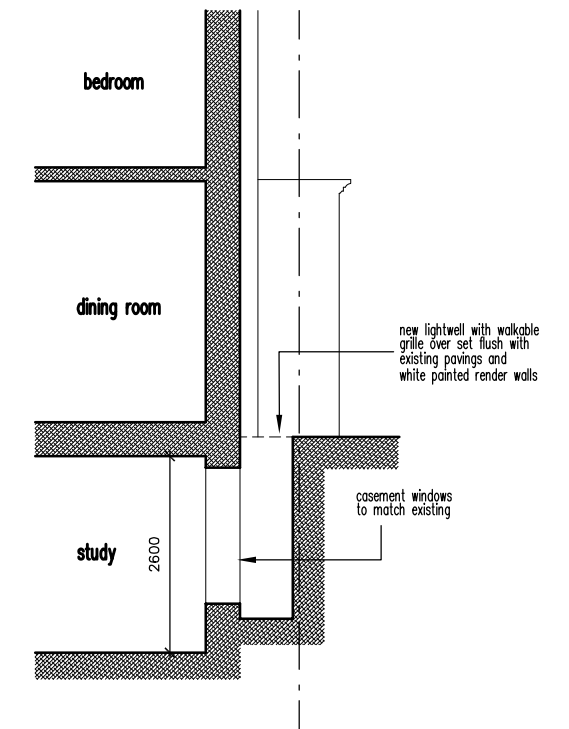 bedroom
dining room
new lightwell with walkable
grille over set flush with
existing pavings and
white painted render walls
casement windows
to match existing
study
2600